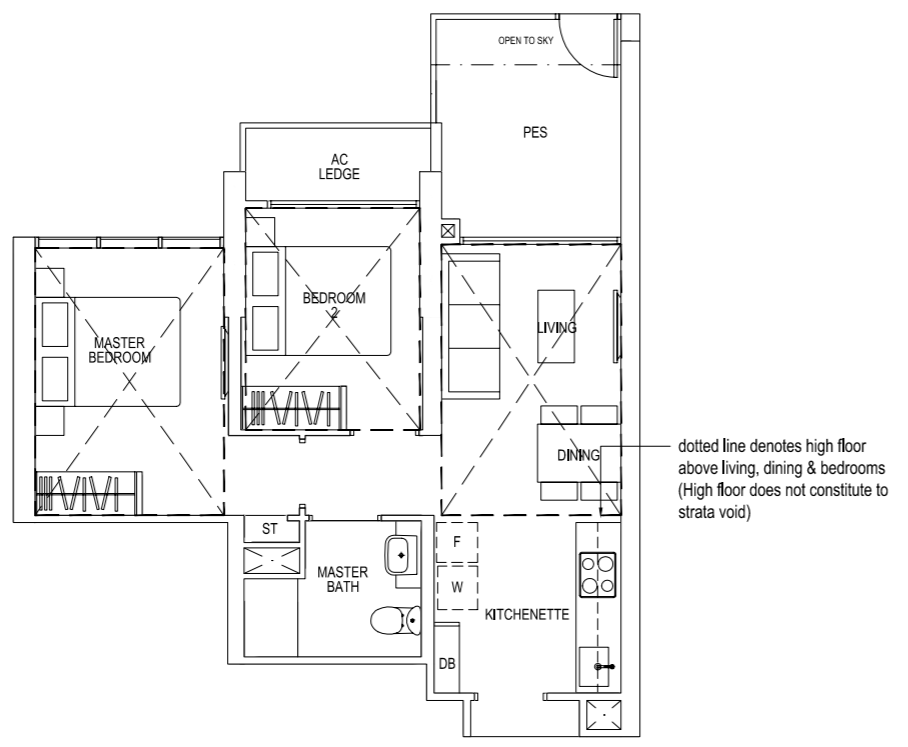 OPEN TO SKY
PES
AC
LEDGE
BEDROOM
2
LIVING
MASTER
BEDROOM
DINING
dotted line denotes high floor
above living, dining & bedrooms
(High floor does not constitute to
strata void)
ST
F
MASTER
BATH
W
KITCHENETTE
DB